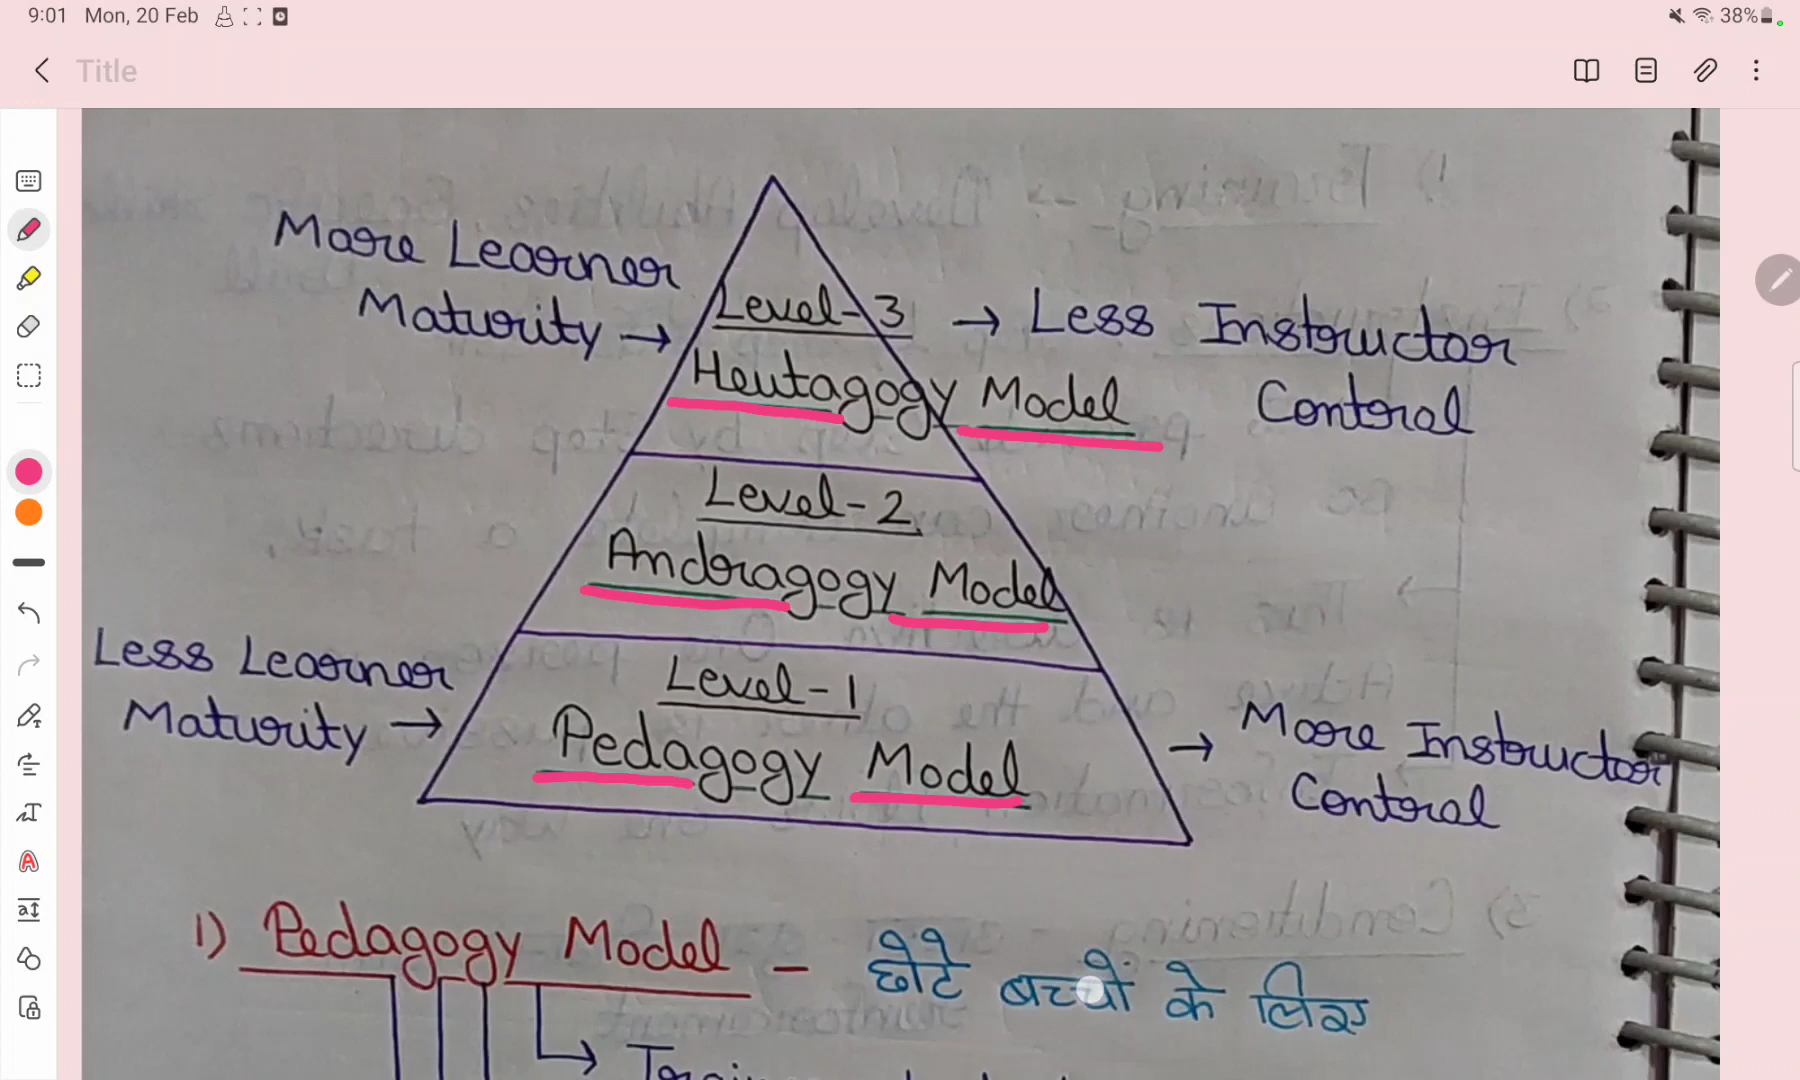 9:01 Mon, 20 Feb
38%
Title
More Learner
Maturity →
Level-3
→ Less Instructor
Control
Heutagogy Model
Level-2
Andragogy Model
Less Learner
Maturity →
Level-1
Pedagogy Model
→ More Instructor
Control
1) Pedagogy Model - छोटे बच्चों के लिए